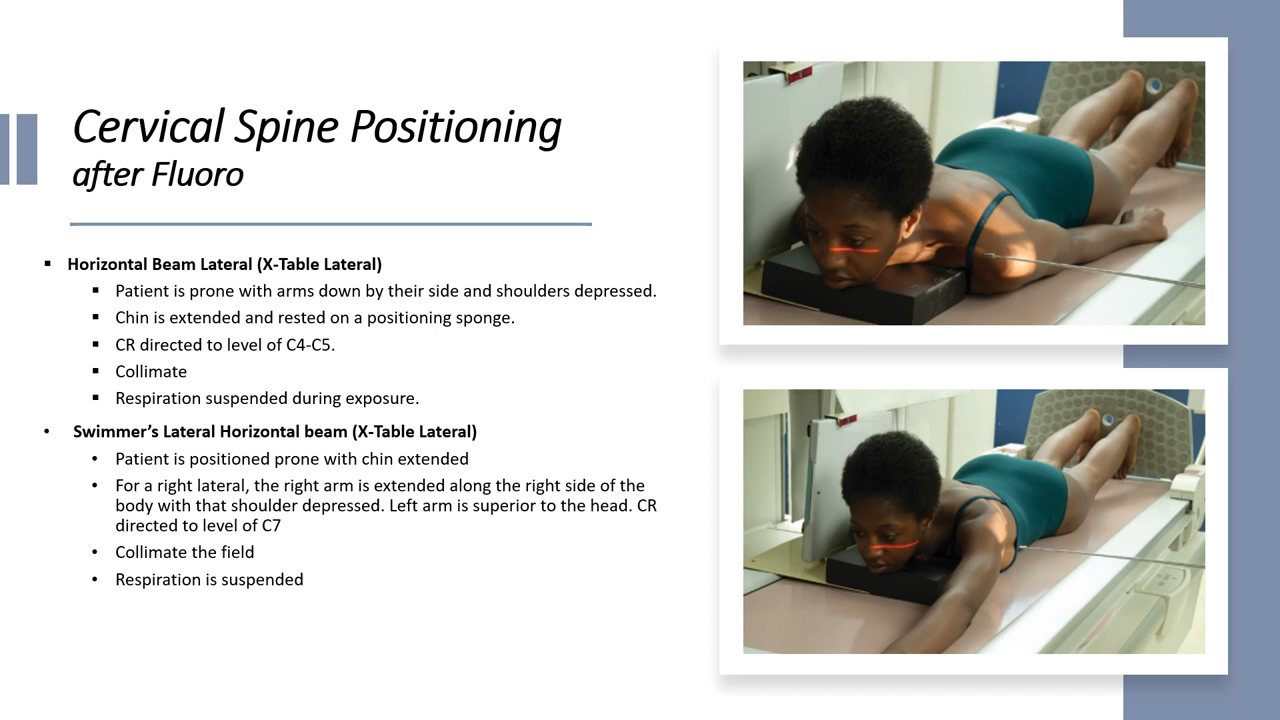 Cervical Spine Positioning
after Fluoro
▪ Horizontal Beam Lateral (X-Table Lateral)
▪ Patient is prone with arms down by their side and shoulders depressed.
▪ Chin is extended and rested on a positioning sponge.
▪ CR directed to level of C4-C5.
▪ Collimate
▪ Respiration suspended during exposure.
• Swimmer’s Lateral Horizontal beam (X-Table Lateral)
• Patient is positioned prone with chin extended
• For a right lateral, the right arm is extended along the right side of the
body with that shoulder depressed. Left arm is superior to the head. CR
directed to level of C7
• Collimate the field
• Respiration is suspended